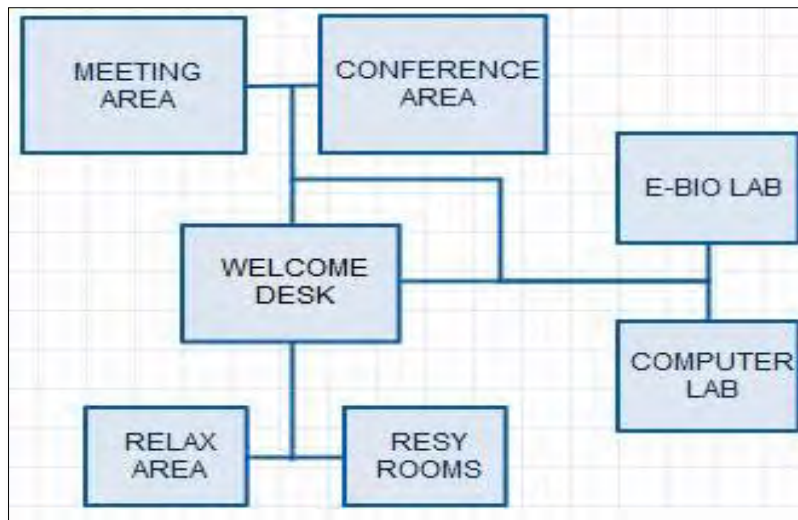 MEETING
AREA
CONFERENCE
AREA
E-BIO LAB
WELCOME
DESK
COMPUTER
LAB
RELAX
AREA
RESY
ROOMS